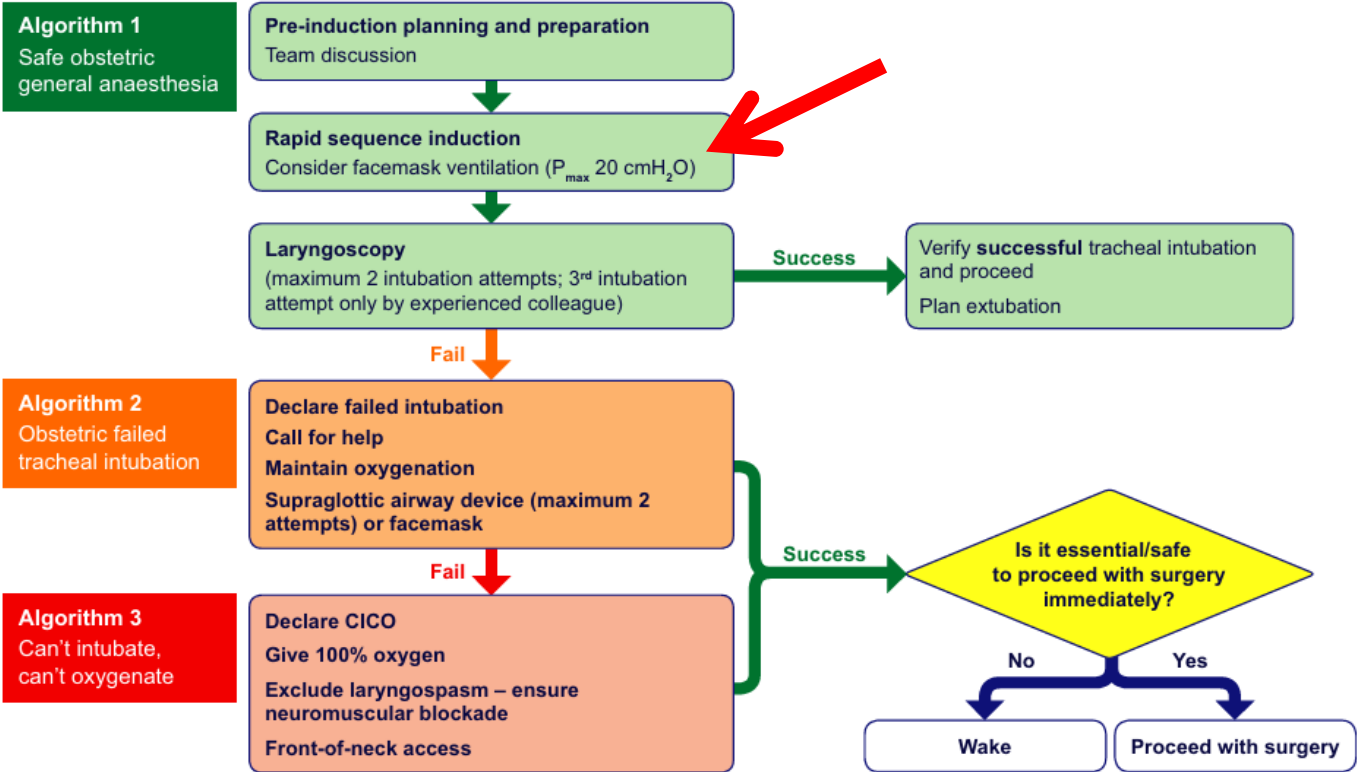 Algorithm 1
Safe obstetric
general anaesthesia
Pre-induction planning and preparation
Team discussion
Rapid sequence induction
Consider facemask ventilation (Pmax 20 cmH2O)
Laryngoscopy
(maximum 2 intubation attempts; 3rd intubation
attempt only by experienced colleague)
Success
Verify successful tracheal intubation
and proceed
Plan extubation
Fail
Algorithm 2
Obstetric failed
tracheal intubation
Declare failed intubation
Call for help
Maintain oxygenation
Supraglottic airway device (maximum 2
attempts) or facemask
Success
Is it essential/safe
to proceed with surgery
immediately?
Fail
Algorithm 3
Can’t intubate,
can’t oxygenate
Declare CICO
Give 100% oxygen
Exclude laryngospasm – ensure
neuromuscular blockade
Front-of-neck access
No
Yes
Wake
Proceed with surgery